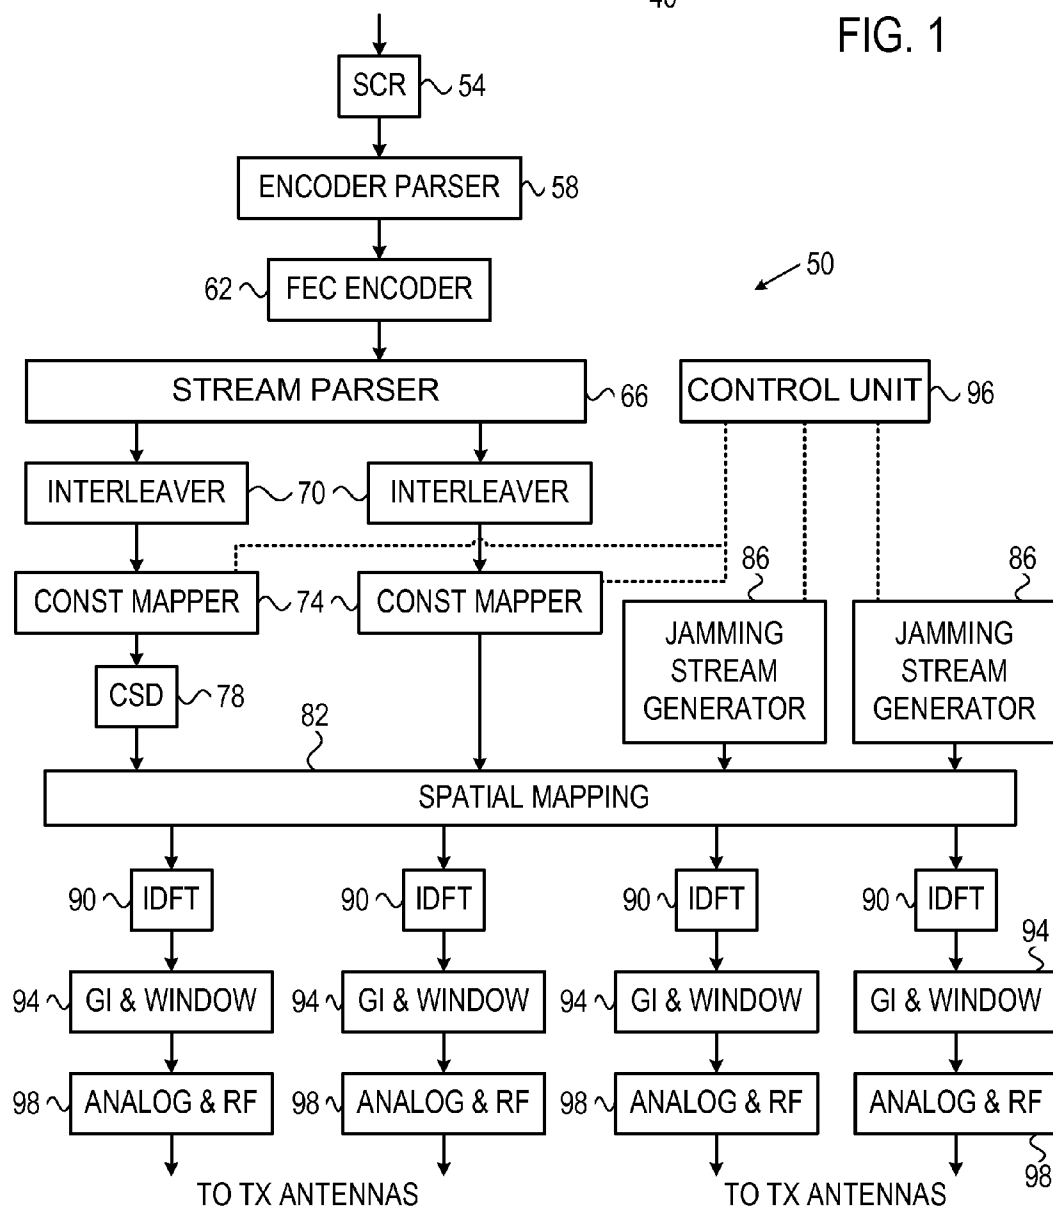 40
FIG. 1
SCR 54
ENCODER PARSER 58
50
62 FEC ENCODER
STREAM PARSER 66
CONTROL UNIT 96
INTERLEAVER 70 INTERLEAVER
86
86
CONST MAPPER 74 CONST MAPPER
JAMMING
STREAM
GENERATOR
JAMMING
STREAM
GENERATOR
CSD 78
82
SPATIAL MAPPING
90 IDFT 90 IDFT 90 IDFT 90 IDFT
94
94 GI & WINDOW 94 GI & WINDOW 94 GI & WINDOW GI & WINDOW
98 ANALOG & RF 98 ANALOG & RF 98 ANALOG & RF ANALOG & RF
98
TO TX ANTENNAS TO TX ANTENNAS